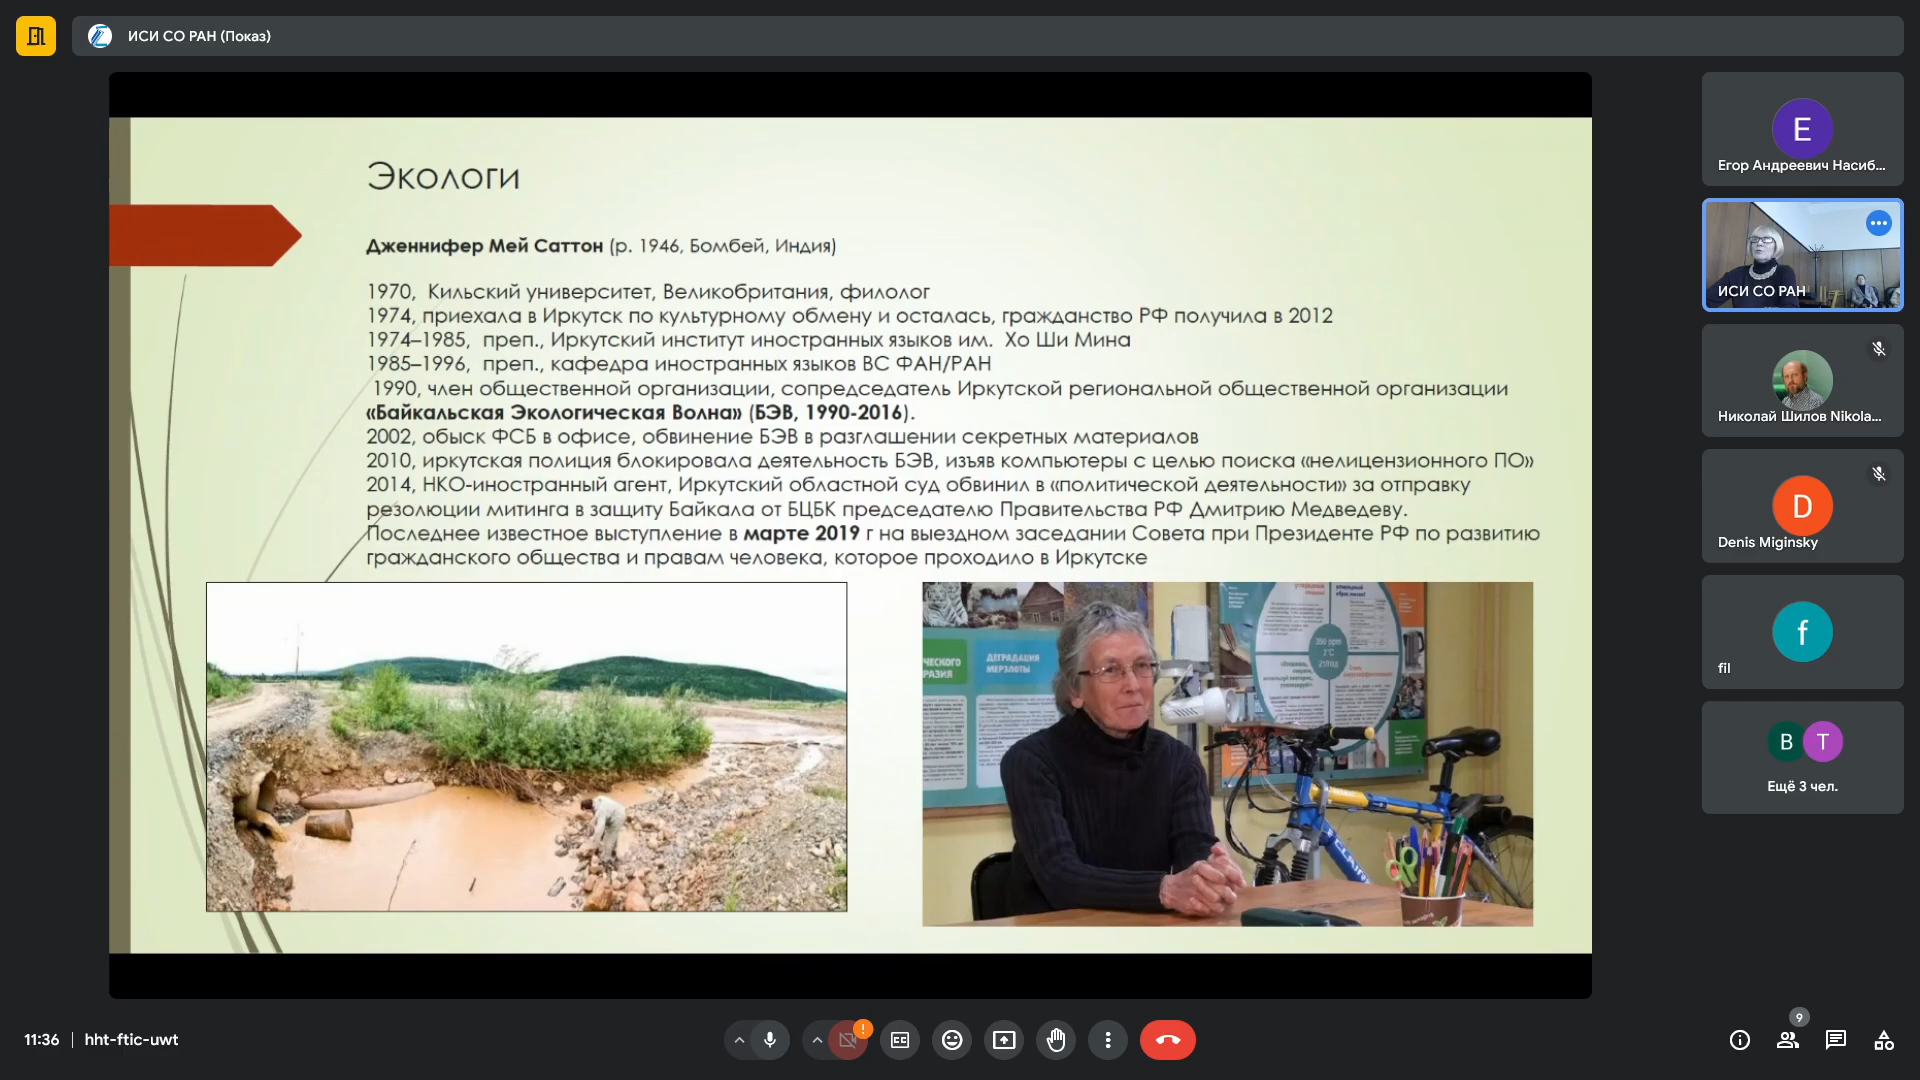 ИСИ СО РАН (Показ)
Экологи
Дженнифер Мей Саттон (р. 1946, Бомбей, Индия)
1970, Кильский университет, Великобритания, филолог
1974, приехала в Иркутск по культурному обмену и осталась, гражданство РФ получила в 2012
1974–1985, преп., Иркутский институт иностранных языков им. Хо Ши Мина
1985–1996, преп., кафедра иностранных языков ВС ФАН/РАН
1990, член общественной организации, сопредседатель Иркутской региональной общественной организации
«Байкальская Экологическая Волна» (БЭВ, 1990-2016).
2002, обыск ФСБ в офисе, обвинение БЭВ в разглашении секретных материалов
2010, иркутская полиция блокировала деятельность БЭВ, изъяв компьютеры с целью поиска «нелицензионного ПО»
2014, НКО-иностранный агент, Иркутский областной суд обвинил в «политической деятельности» за отправку
резолюции митинга в защиту Байкала от БЦБК председателю Правительства РФ Дмитрию Медведеву.
Последнее известное выступление в марте 2019 г на выездном заседании Совета при Президенте РФ по развитию
гражданского общества и правам человека, которое проходило в Иркутске
ДЕГРАДАЦИЯ
МЕРЗЛОТЫ
350 ppm
2°C
E
Егор Андреевич Насиб...
ИСИ СО РАН
Николай Шилов Nikola...
D
Denis Miginsky
f
fil
B
T
Ещё 3 чел.
11:36
hht-ftic-uwt
!
9